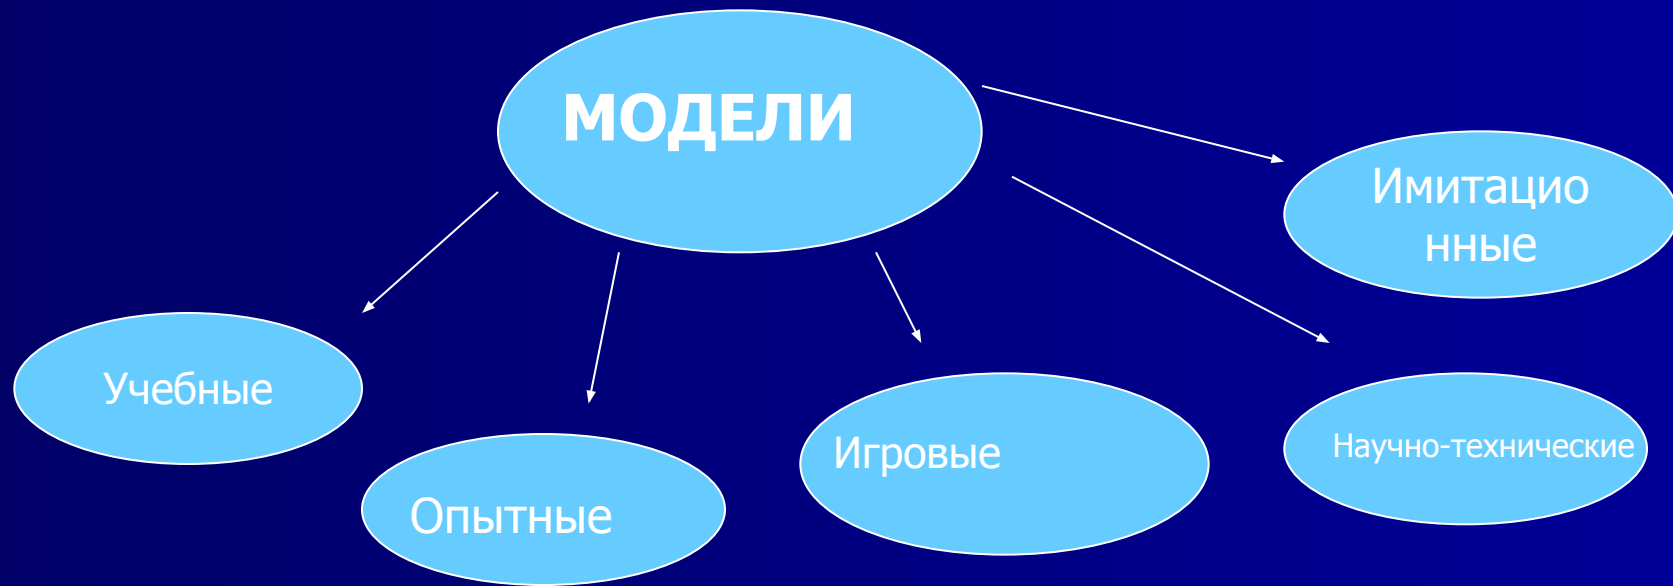 МОДЕЛИ
Имитацио
нные
Учебные
Опытные
Игровые
Научно-технические